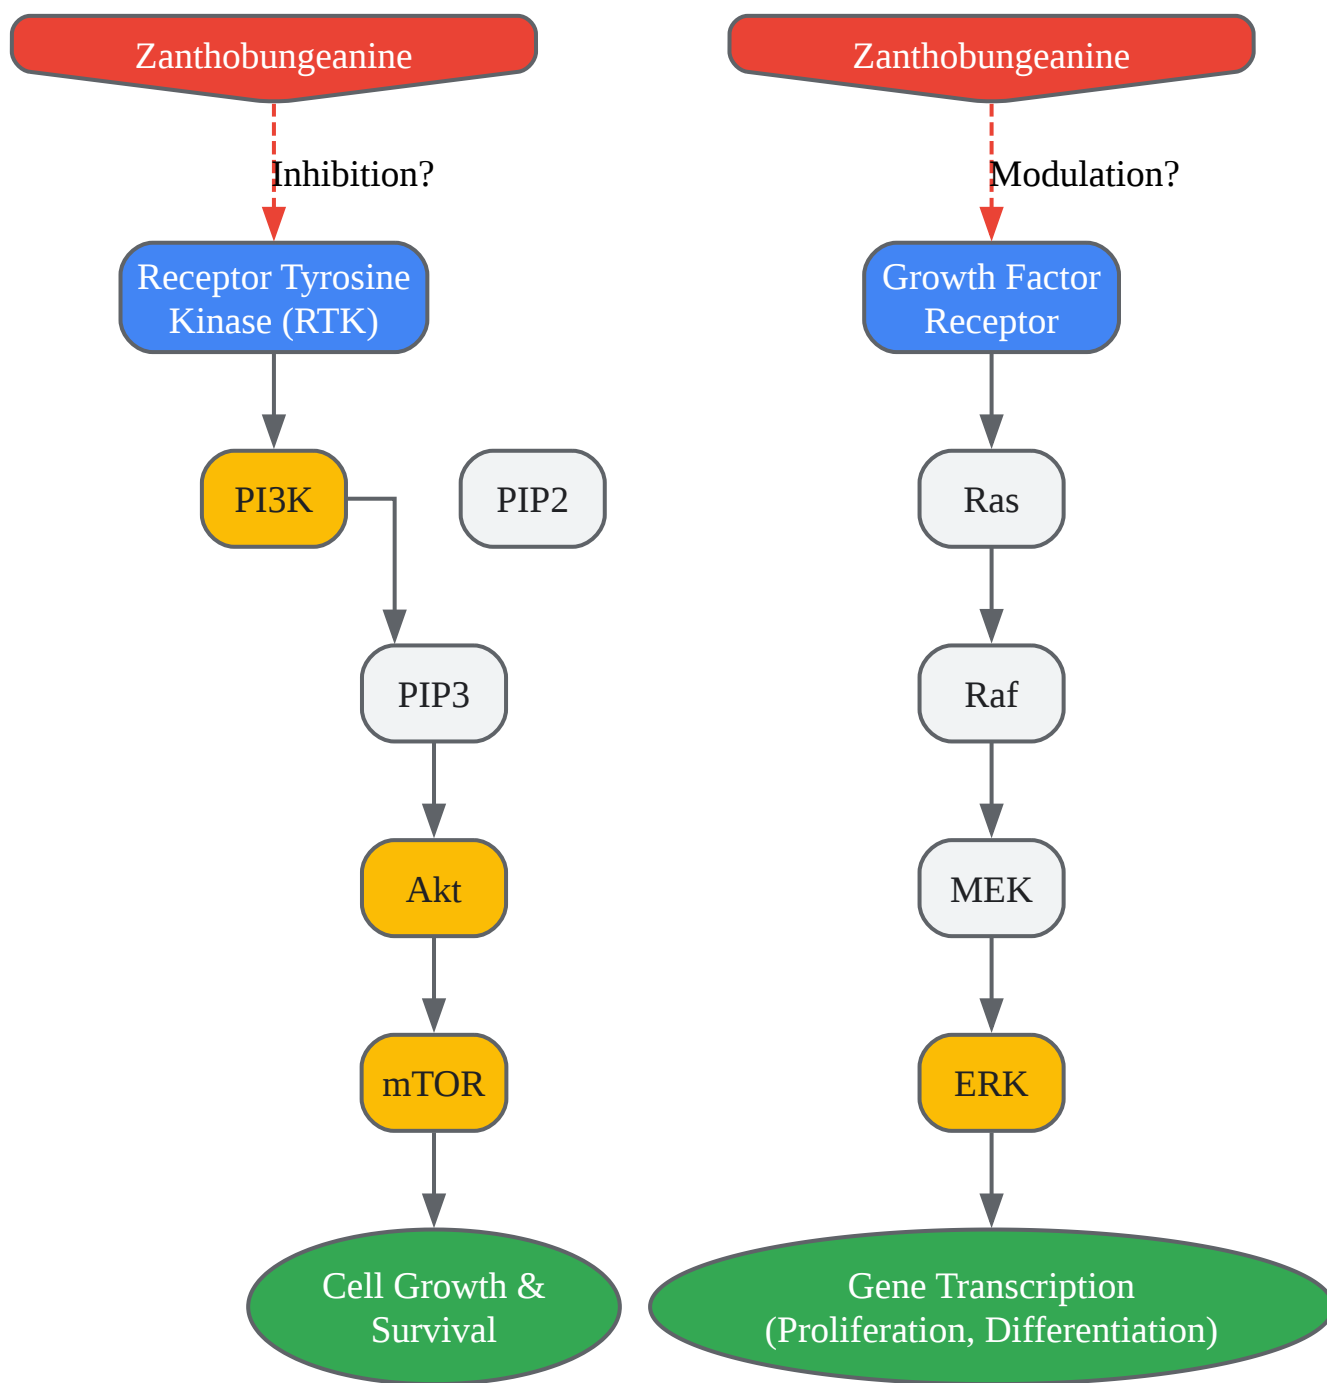 Zanthobungeanine
Inhibition?
Receptor Tyrosine
Kinase (RTK)
PI3K
PIP2
PIP3
Akt
mTOR
Cell Growth &
Survival
Zanthobungeanine
Modulation?
Growth Factor
Receptor
Ras
Raf
MEK
ERK
Gene Transcription
(Proliferation, Differentiation)